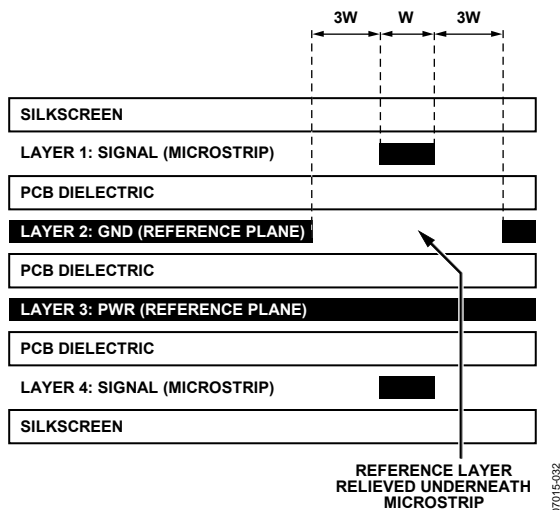 3W W 3W
SILKSCREEN
LAYER 1: SIGNAL (MICROSTRIP)
PCB DIELECTRIC
LAYER 2: GND (REFERENCE PLANE)
PCB DIELECTRIC
LAYER 3: PWR (REFERENCE PLANE)
PCB DIELECTRIC
LAYER 4: SIGNAL (MICROSTRIP)
SILKSCREEN
REFERENCE LAYER
RELIEVED UNDERNEATH
MICROSTRIP
07015-032